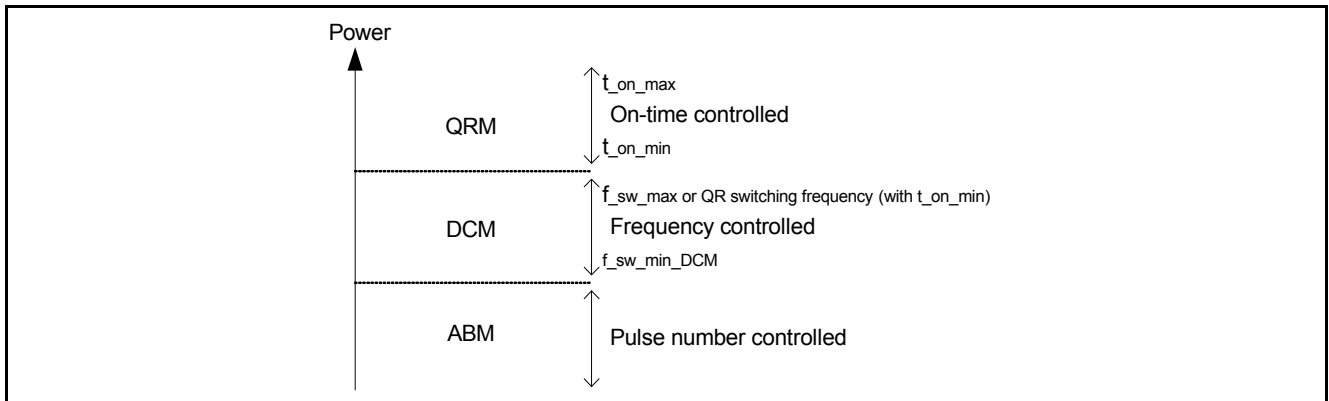 Power
t_on_max
QRM
On-time controlled
t_on_min
f_sw_max or QR switching frequency (with t_on_min)
DCM
Frequency controlled
f_sw_min_DCM
ABM
Pulse number controlled